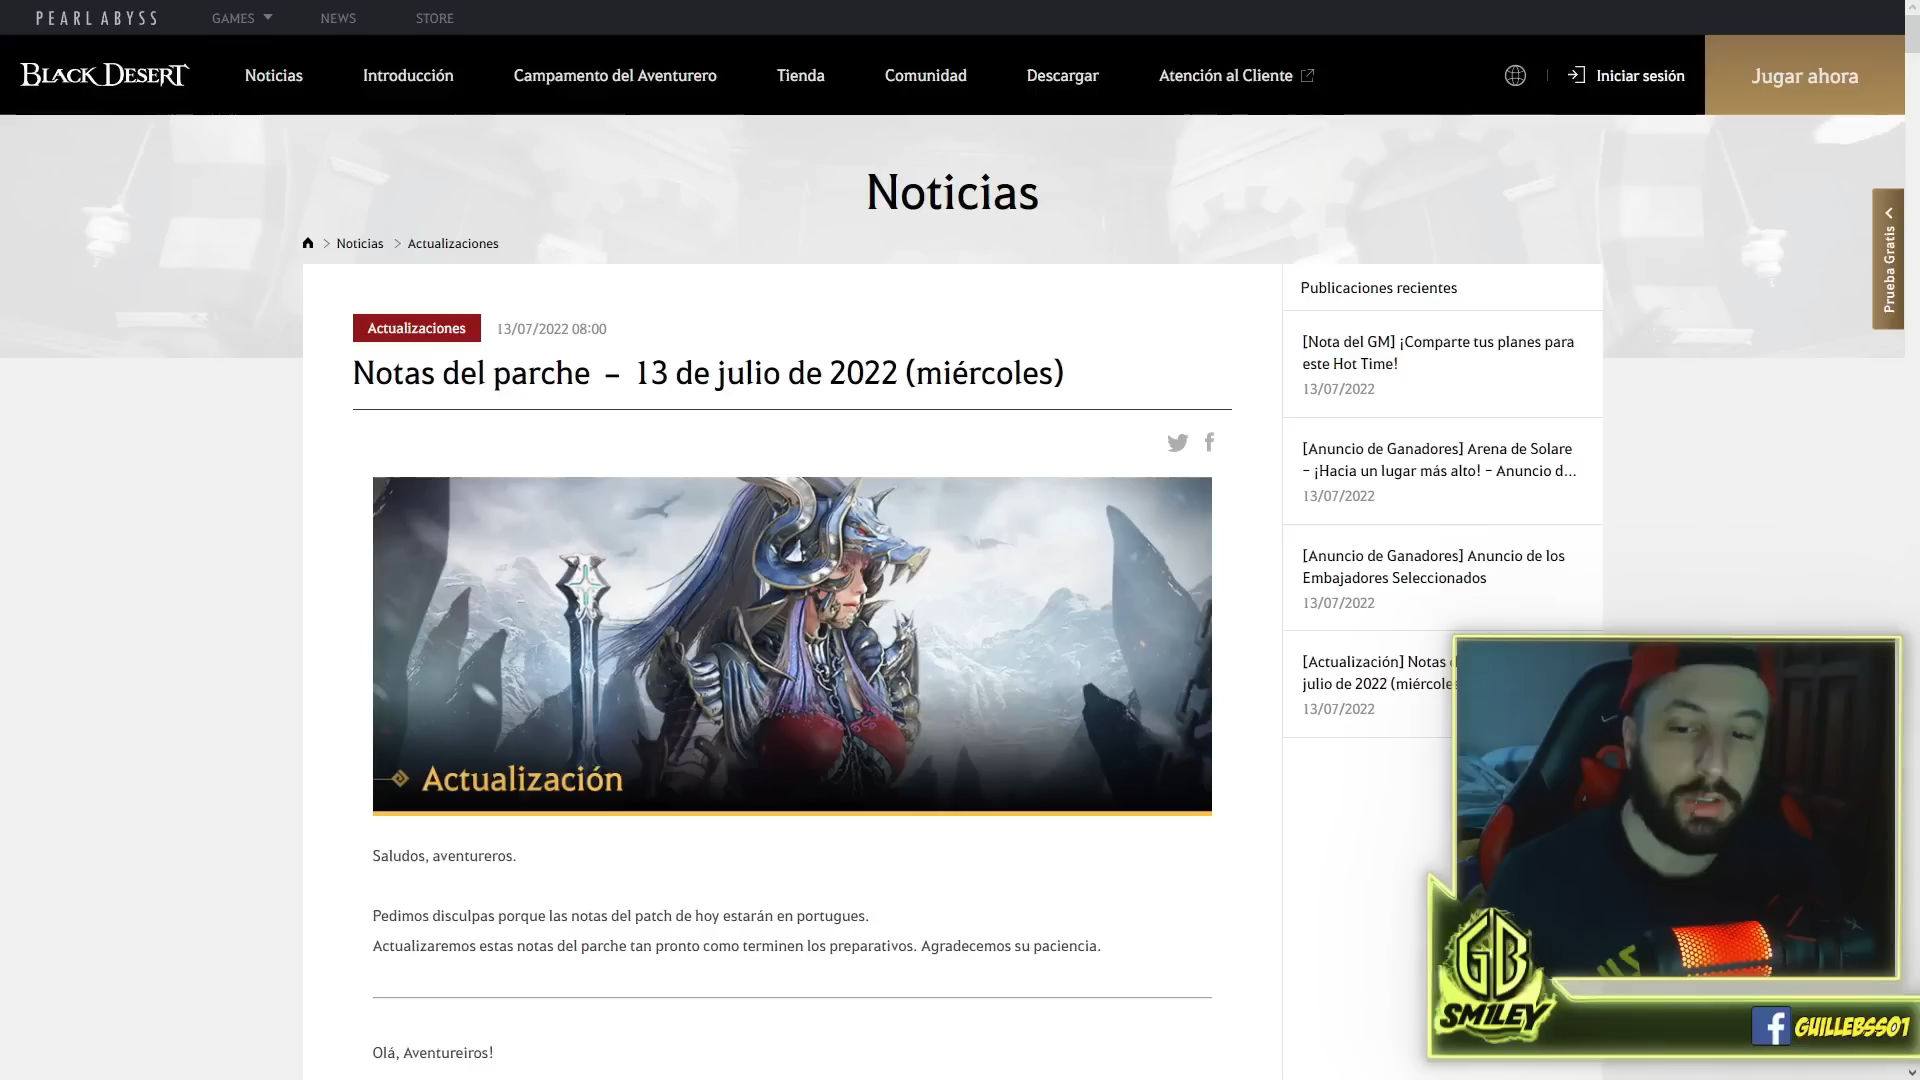 PEARL ABYSS
GAMES
NEWS
STORE
BLACK DESERT
Noticias
Introducción
Campamento del Aventurero
Tienda
Comunidad
Descargar
Atención al Cliente
Iniciar sesión
Jugar ahora
Noticias
Noticias
Actualizaciones
Prueba Gratis
Actualizaciones
13/07/2022 08:00
Notas del parche – 13 de julio de 2022 (miércoles)
Actualización
Saludos, aventureros.
Pedimos disculpas porque las notas del patch de hoy estarán en portugues.
Actualizaremos estas notas del parche tan pronto como terminen los preparativos. Agradecemos su paciencia.
Olá, Aventureiros!
Publicaciones recientes
[Nota del GM] ¡Comparte tus planes para
este Hot Time!
13/07/2022
[Anuncio de Ganadores] Arena de Solare
– ¡Hacia un lugar más alto! – Anuncio d...
13/07/2022
[Anuncio de Ganadores] Anuncio de los
Embajadores Seleccionados
13/07/2022
[Actualización] Notas
julio de 2022 (miércole
13/07/2022
GB
SM1LEY
GUILLEBSS01